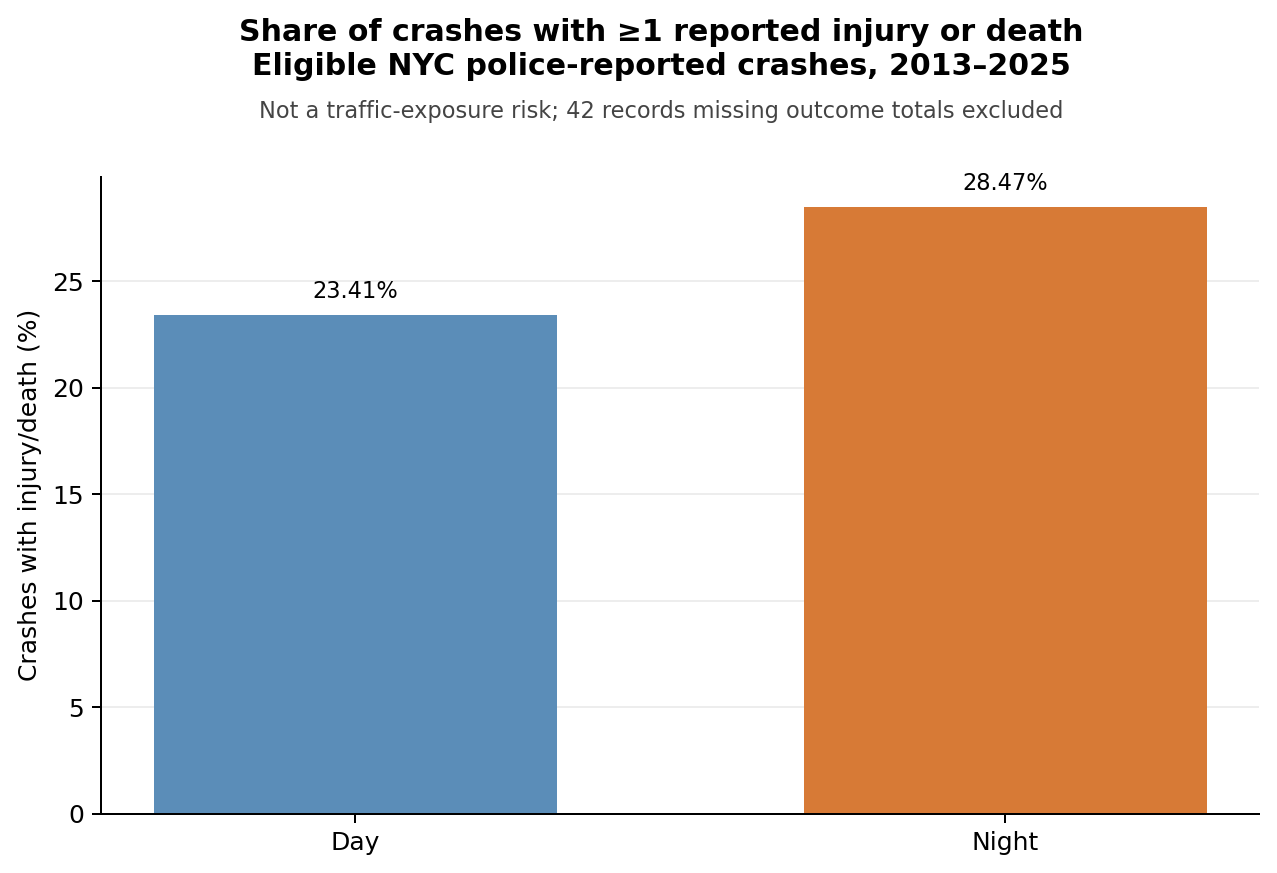 Share of crashes with ≥1 reported injury or death
Eligible NYC police-reported crashes, 2013–2025
Not a traffic-exposure risk; 42 records missing outcome totals excluded
28.47%
23.41%
25
20
15
10
5
0
Crashes with injury/death (%)
Day
Night